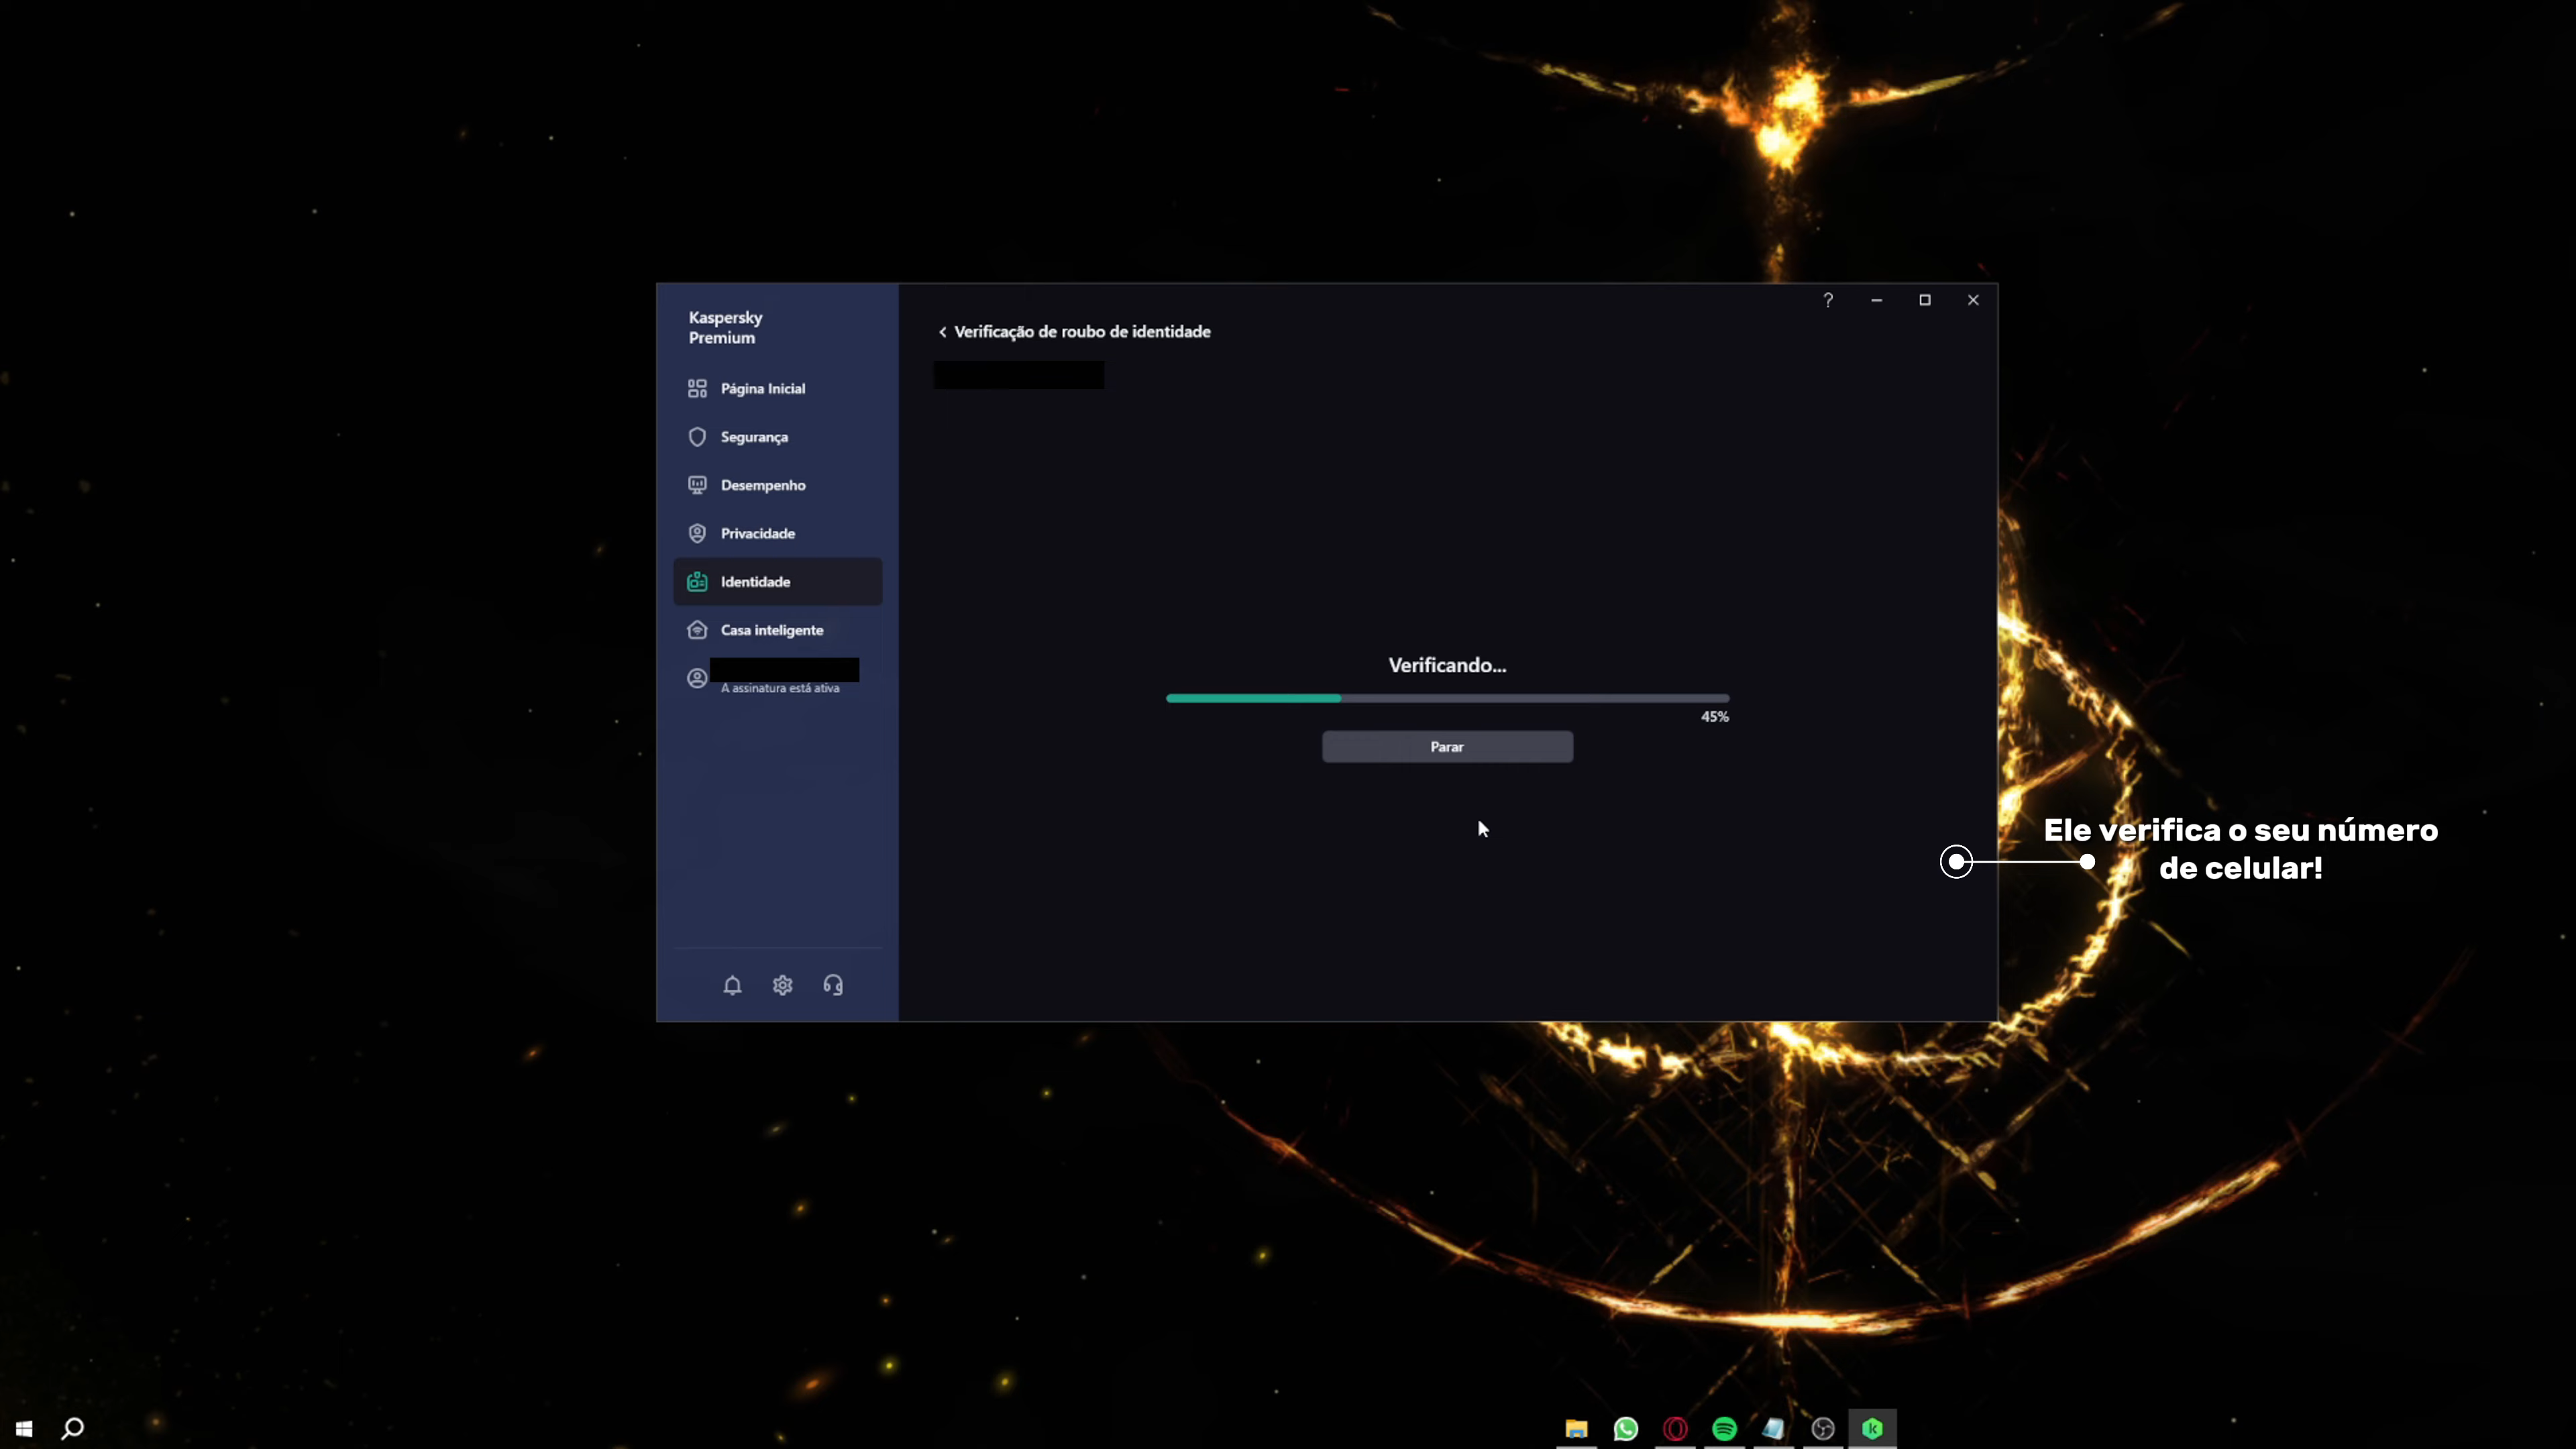 Kaspersky
Premium
Página Inicial
Segurança
Desempenho
Privacidade
Identidade
Casa inteligente
A assinatura está ativa
Verificação de roubo de identidade
Verificando...
45%
Parar
Ele verifica o seu número
de celular!